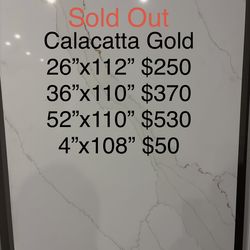 Sold Out
Calacatta Gold
26”x112” $250
36”x110” $370
52”x110” $530
4”x108” $50